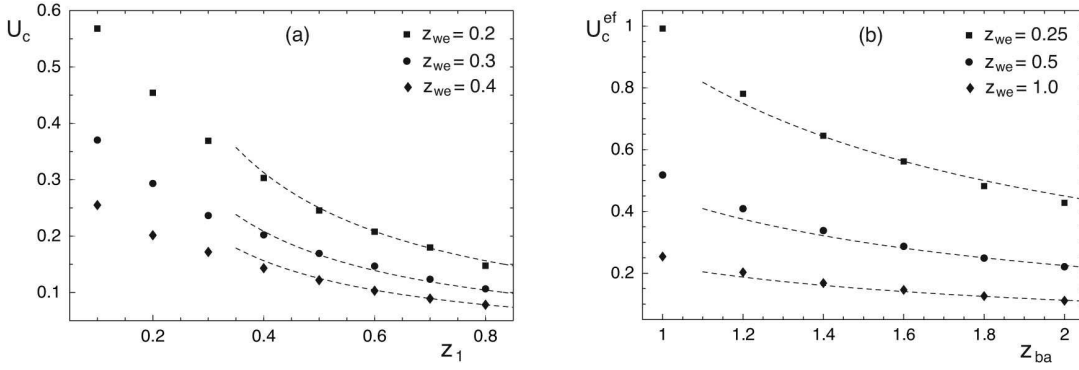 U_c
0.6
0.5
0.4
0.3
0.2
0.1
0.2
0.4
0.6
0.8
z_1
(a)
z_we = 0.2
z_we = 0.3
z_we = 0.4
U_c^ef
1
0.8
0.6
0.4
0.2
1
1.2
1.4
1.6
1.8
2
z_ba
(b)
z_we = 0.25
z_we = 0.5
z_we = 1.0